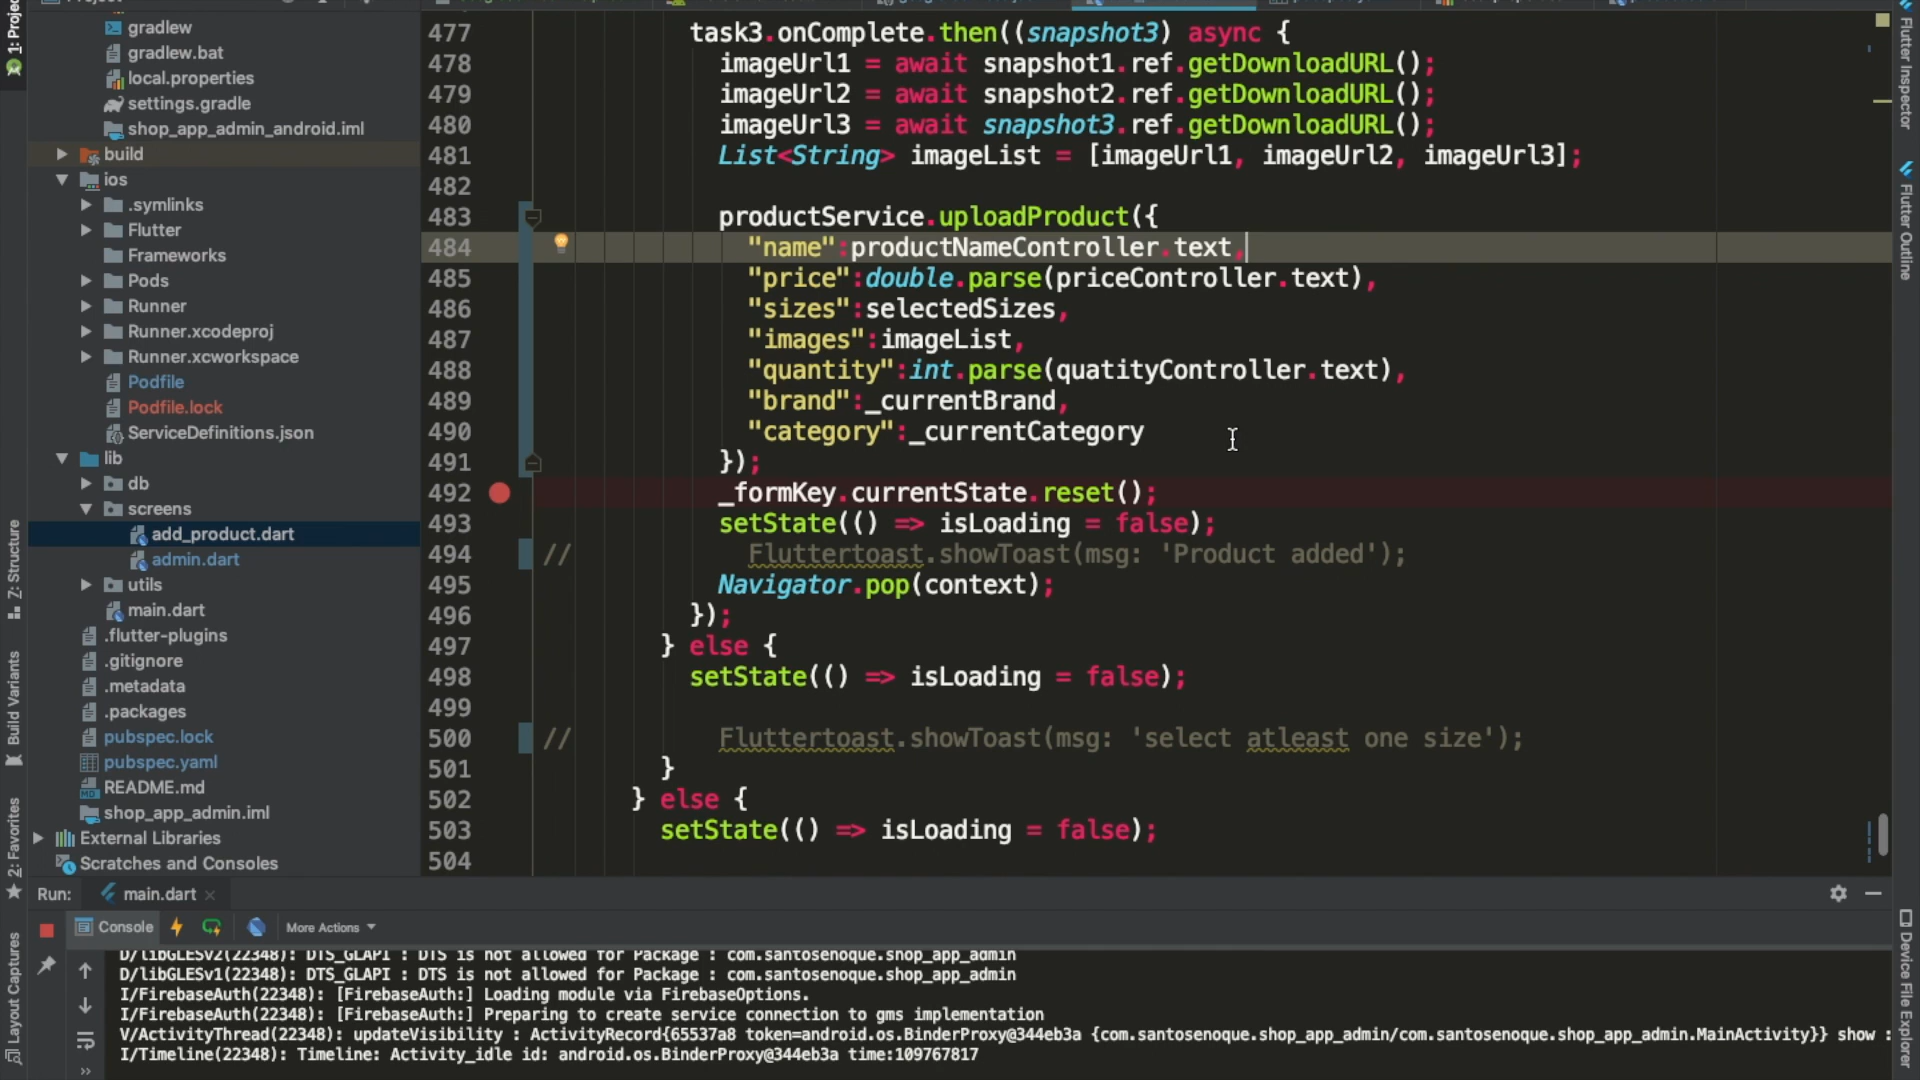 1: Project
Z: Structure
Build Variants
2: Favorites
Layout Captures
gradlew
gradlew.bat
local.properties
settings.gradle
shop_app_admin_android.iml
build
ios
.symlinks
Flutter
Frameworks
Pods
Runner
Runner.xcodeproj
Runner.xcworkspace
Podfile
Podfile.lock
ServiceDefinitions.json
lib
db
screens
add_product.dart
admin.dart
utils
main.dart
.flutter-plugins
.gitignore
.metadata
.packages
pubspec.lock
pubspec.yaml
README.md
shop_app_admin.iml
External Libraries
Scratches and Consoles
477 task3.onComplete.then((snapshot3) async {
478 imageUrl1 = await snapshot1.ref.getDownloadURL();
479 imageUrl2 = await snapshot2.ref.getDownloadURL();
480 imageUrl3 = await snapshot3.ref.getDownloadURL();
481 List<String> imageList = [imageUrl1, imageUrl2, imageUrl3];
482
483 productService.uploadProduct({
484 "name":productNameController.text,
485 "price":double.parse(priceController.text),
486 "sizes":selectedSizes,
487 "images":imageList,
488 "quantity":int.parse(quatityController.text),
489 "brand":_currentBrand,
490 "category":_currentCategory
491 });
492 _formKey.currentState.reset();
493 setState(() => isLoading = false);
494 // Fluttertoast.showToast(msg: 'Product added');
495 Navigator.pop(context);
496 });
497 } else {
498 setState(() => isLoading = false);
499
500 // Fluttertoast.showToast(msg: 'select atleast one size');
501 }
502 } else {
503 setState(() => isLoading = false);
504
Flutter Inspector
Flutter Outline
Device File Explorer
Run: main.dart
Console More Actions
D/libGLESv2(22348): DTS_GLAPI : DTS is not allowed for Package : com.santosenoque.shop_app_admin
D/libGLESv1(22348): DTS_GLAPI : DTS is not allowed for Package : com.santosenoque.shop_app_admin
I/FirebaseAuth(22348): [FirebaseAuth:] Loading module via FirebaseOptions.
I/FirebaseAuth(22348): [FirebaseAuth:] Preparing to create service connection to gms implementation
V/ActivityThread(22348): updateVisibility : ActivityRecord{65537a8 token=android.os.BinderProxy@344eb3a {com.santosenoque.shop_app_admin/com.santosenoque.shop_app_admin.MainActivity}} show :
I/Timeline(22348): Timeline: Activity_idle id: android.os.BinderProxy@344eb3a time:109767817